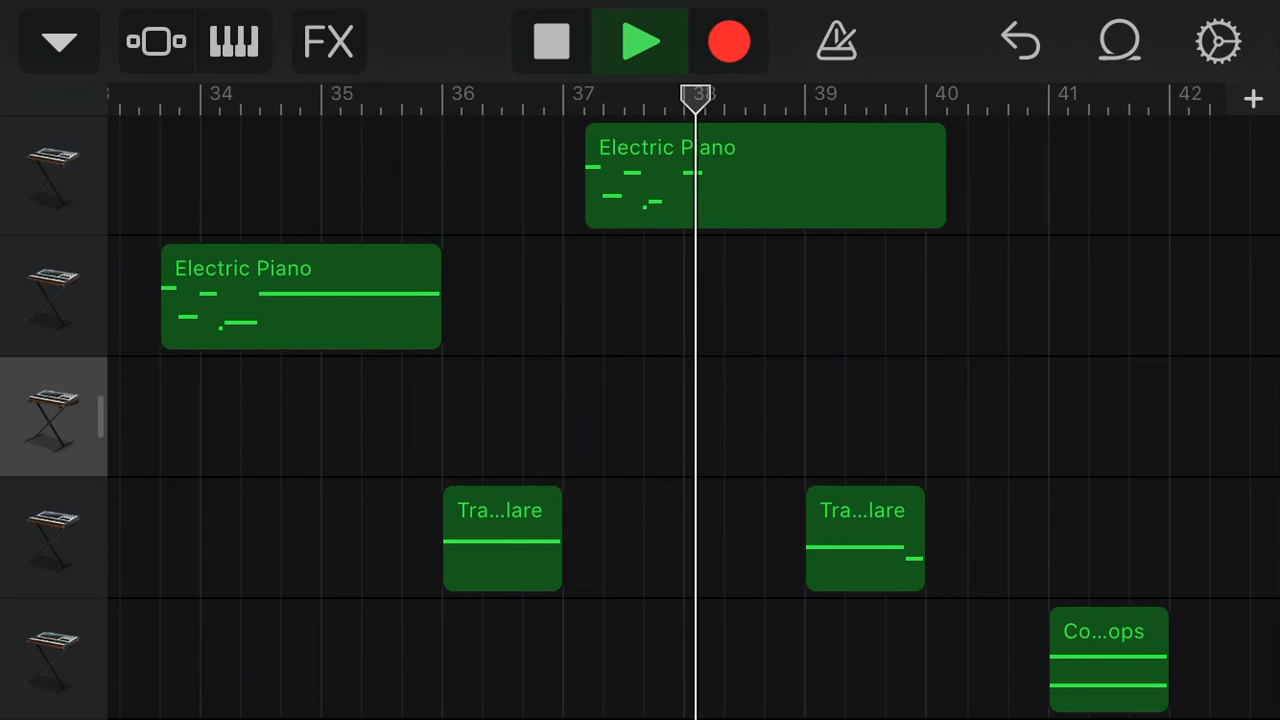 FX
34 35 36 37 38 39 40 41 42
Electric Piano
Electric Piano
Tra...lare
Tra...lare
Co...ops